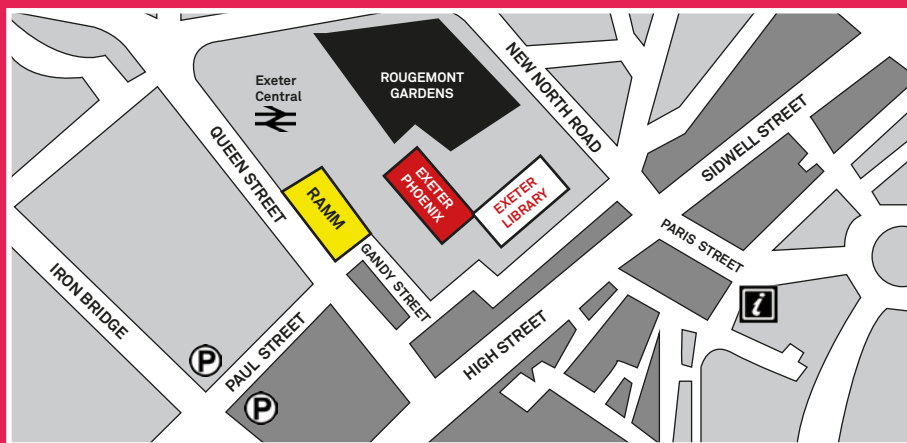 Exeter
Central
ROUGEMONT
GARDENS
NEW NORTH ROAD
SIDWELL STREET
QUEEN STREET
RAMM
EXETER
PHOENIX
EXETER
LIBRARY
PARIS STREET
GANDY STREET
IRON BRIDGE
PAUL STREET
HIGH STREET
i
P
P